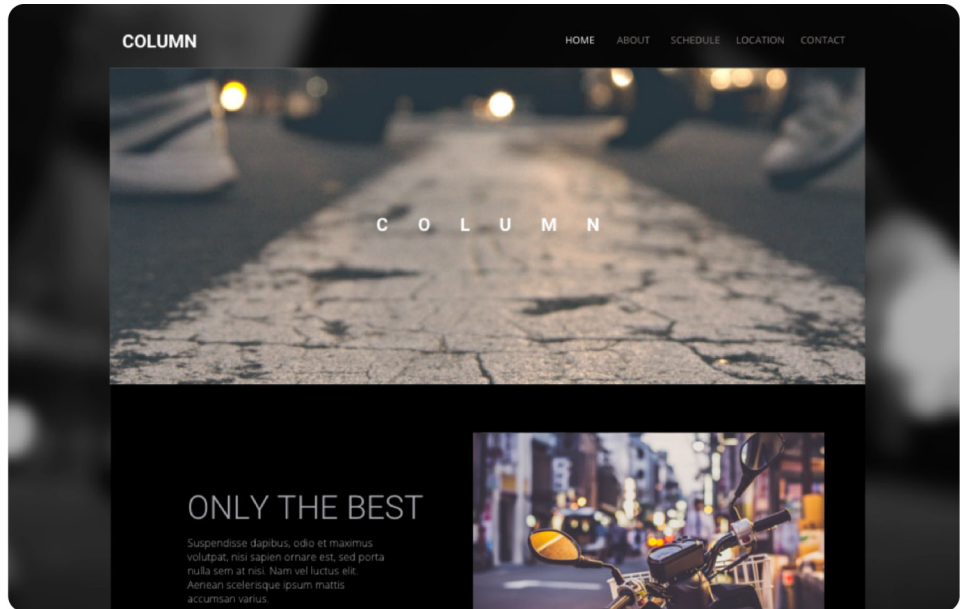 COLUMN
HOME ABOUT SCHEDULE LOCATION CONTACT
C O L U M N
ONLY THE BEST
Suspendisse dapibus, odio et maximus
volutpat, nisi sapien ornare est, sed porta
nulla sem at nisi. Nam vel luctus elit.
Aenean scelerisque ipsum mattis
accumsan varius.